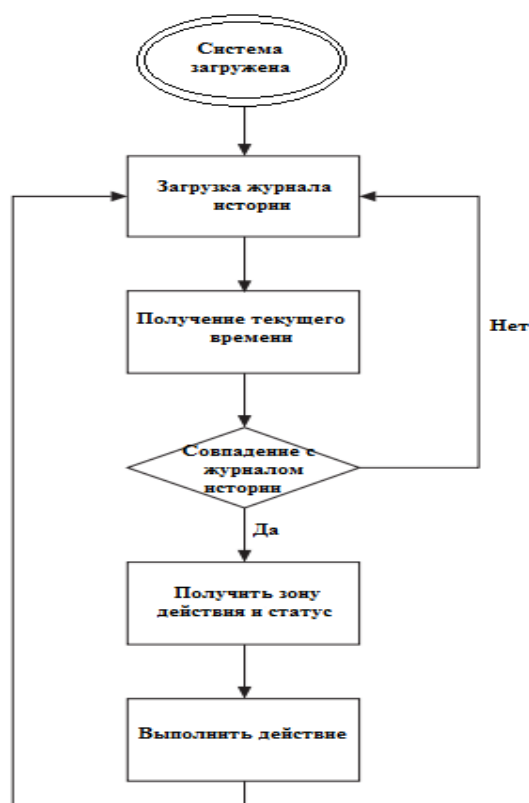 Система
загружена
Загрузка журнала
истории
Получение текущего
времени
Нет
Совпадение с
журналом
истории
Да
Получить зону
действия и статус
Выполнить действие